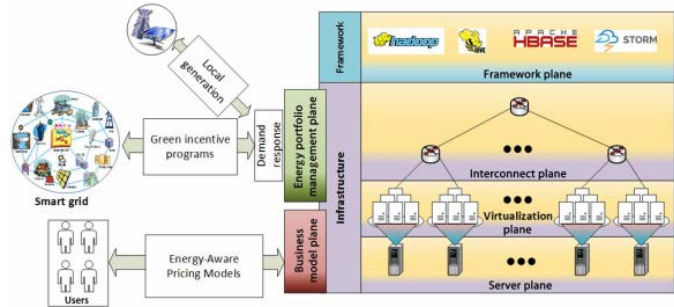 Local
generation
Green incentive
programs
Demand
response
Smart grid
Energy-Aware
Pricing Models
Users
Energy portfolio
management plane
Business
model plane
Framework
Infrastructure
hadoop
HIVE
APACHE
HBASE
STORM
Framework plane
Interconnect plane
Virtualization
plane
Server plane